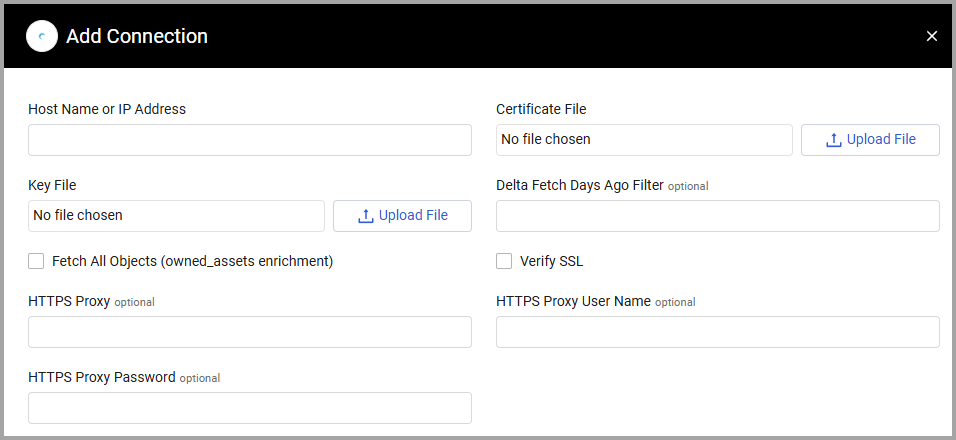 Add Connection
Host Name or IP Address
Certificate File
No file chosen
Upload File
Key File
No file chosen
Upload File
Delta Fetch Days Ago Filter optional
Fetch All Objects (owned_assets enrichment)
Verify SSL
HTTPS Proxy optional
HTTPS Proxy User Name optional
HTTPS Proxy Password optional